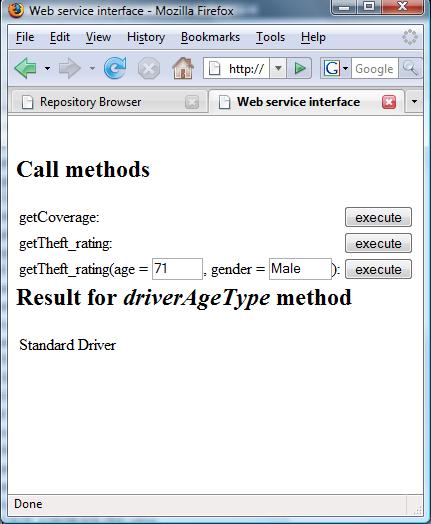 Web service interface - Mozilla Firefox
File Edit View History Bookmarks Tools Help
http:// G Google
Repository Browser Web service interface
Call methods
getCoverage: execute
getTheft_rating: execute
getTheft_rating(age = 71, gender = Male): execute
Result for driverAgeType method
Standard Driver
Done